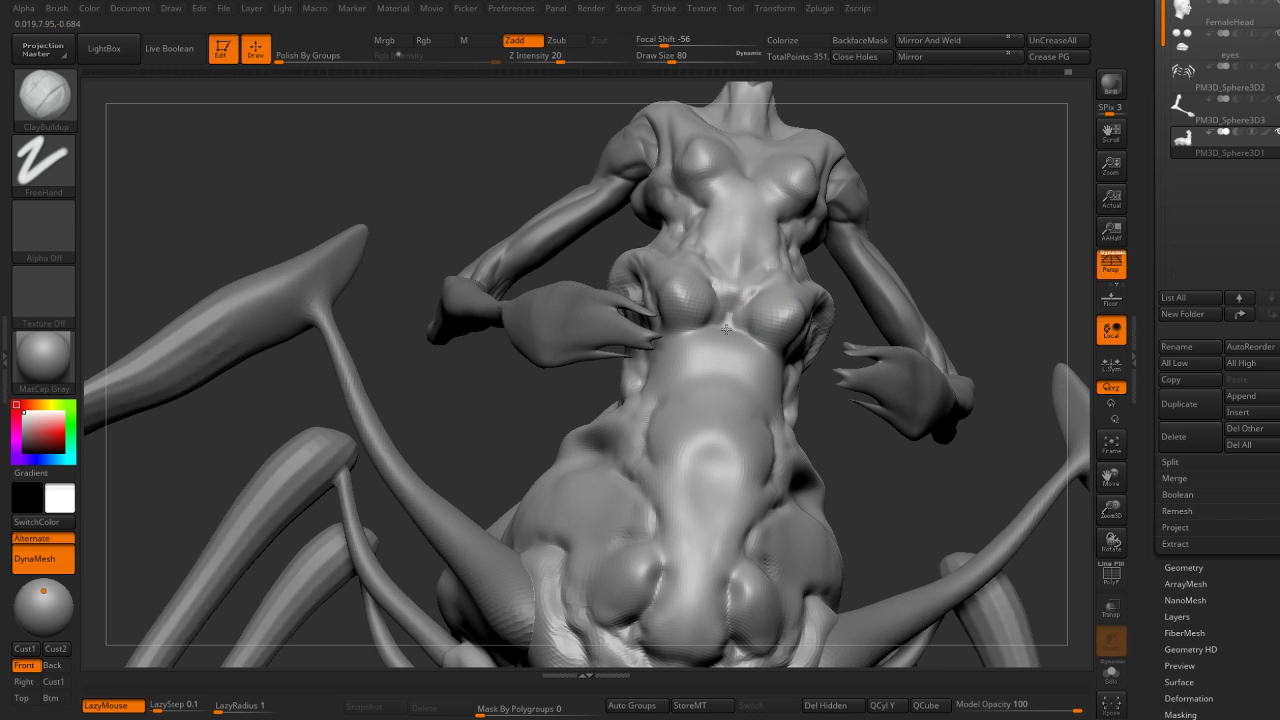 Alpha Brush Color Document Draw Edit File Layer Light Macro Marker Material Movie Picker Preferences Panel Render Stencil Stroke Texture Tool Transform Zplugin Zscript
0.019,7.95,-0.684
Projection Master
LightBox
Live Boolean
Edit
Draw
Polish By Groups
Mrgb Rgb M
Rgb Intensity
Zadd Zsub Zcut
Z Intensity 20
Focal Shift -56
Draw Size 80
Dynamic
Colorize
BackfaceMask
Mirror And Weld
UnCreaseAll
TotalPoints: 351,
Close Holes
Mirror
Crease PG
ClayBuildup
FreeHand
Alpha Off
Texture Off
MatCap Gray
Gradient
SwitchColor
Alternate
DynaMesh
Cust1 Cust2
Front Back
Right Cust1
Top Btm
BPR
SPix 3
Scroll
Zoom
Actual
AAHalf
Dynamic
Persp
Floor
Local
L.Sym
XYZ
Frame
Move
Zoom3D
Rotate
Line Fill
PolyF
Transp
Dynamic
Solo
Xpose
FemaleHead
eyes
PM3D_Sphere3D2
PM3D_Sphere3D3
PM3D_Sphere3D1
List All
New Folder
Rename AutoReorder
All Low All High
Copy Paste
Duplicate
Append
Insert
Delete
Del Other
Del All
Split
Merge
Boolean
Remesh
Project
Extract
Geometry
ArrayMesh
NanoMesh
Layers
FiberMesh
Geometry HD
Preview
Surface
Deformation
Masking
LazyMouse
LazyStep 0.1
LazyRadius 1
Snapshot
Delete
Mask By Polygroups 0
Auto Groups
StoreMT
Switch
Del Hidden
QCyl Y
QCube
Model Opacity 100